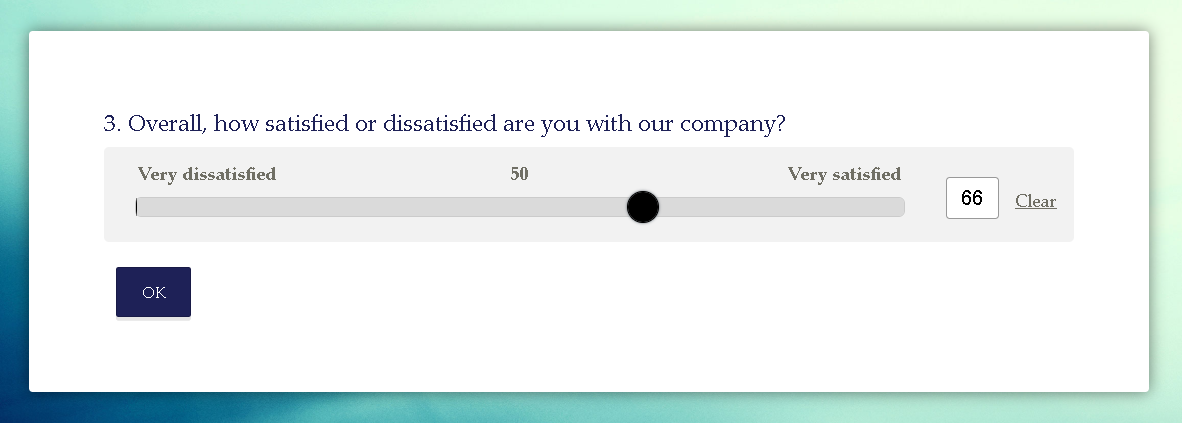 3. Overall, how satisfied or dissatisfied are you with our company?
Very dissatisfied 50 Very satisfied
66 Clear
OK